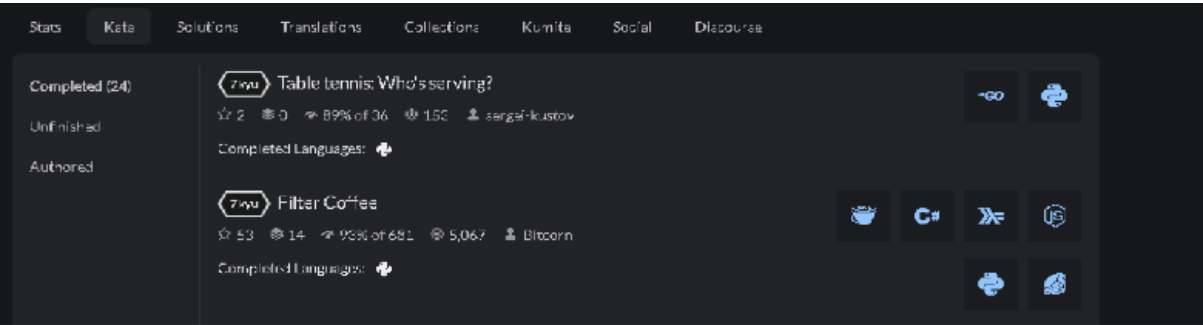 Stats Kata Solutions Translations Collections Kumite Social Discourse
Completed (24)
Unfinished
Authored
7 kyu Table tennis: Who's serving?
2 0 89% of 36 153 sergei-kustov
Completed Languages:
GO
7 kyu Filter Coffee
53 14 93% of 681 5,067 Bitcorn
Completed Languages:
C#
JS